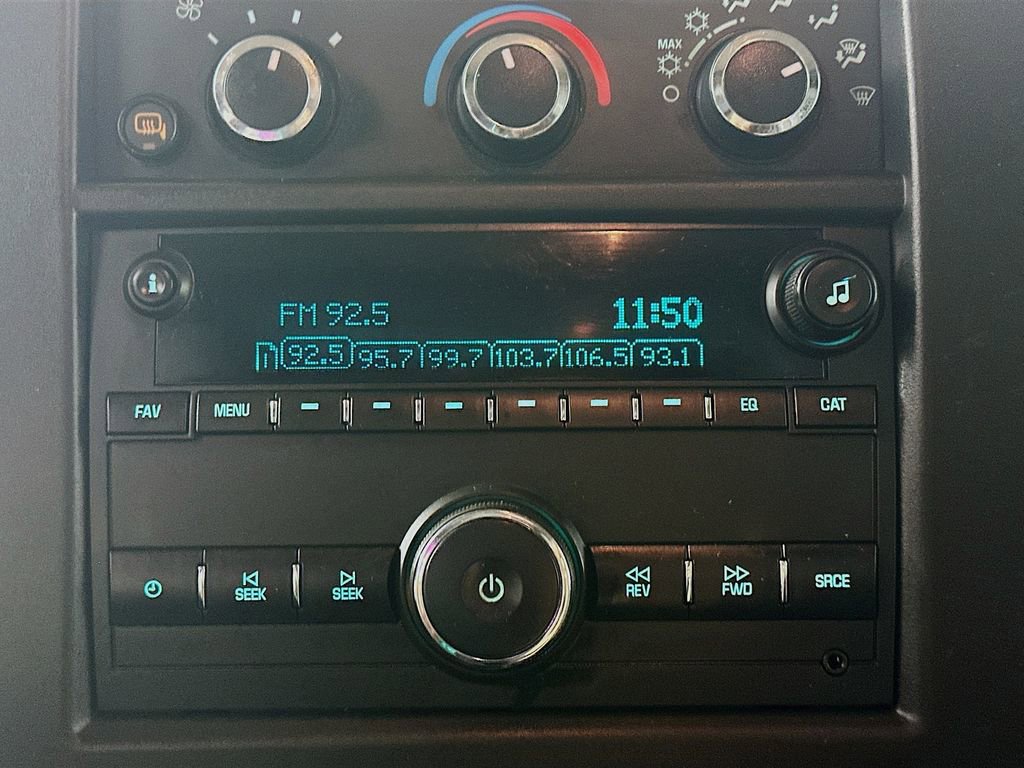 MAX
FM 92.5 11:50
92.5 95.7 99.7 103.7 106.5 93.1
FAV MENU EQ CAT
SEEK SEEK REV FWD SRCE